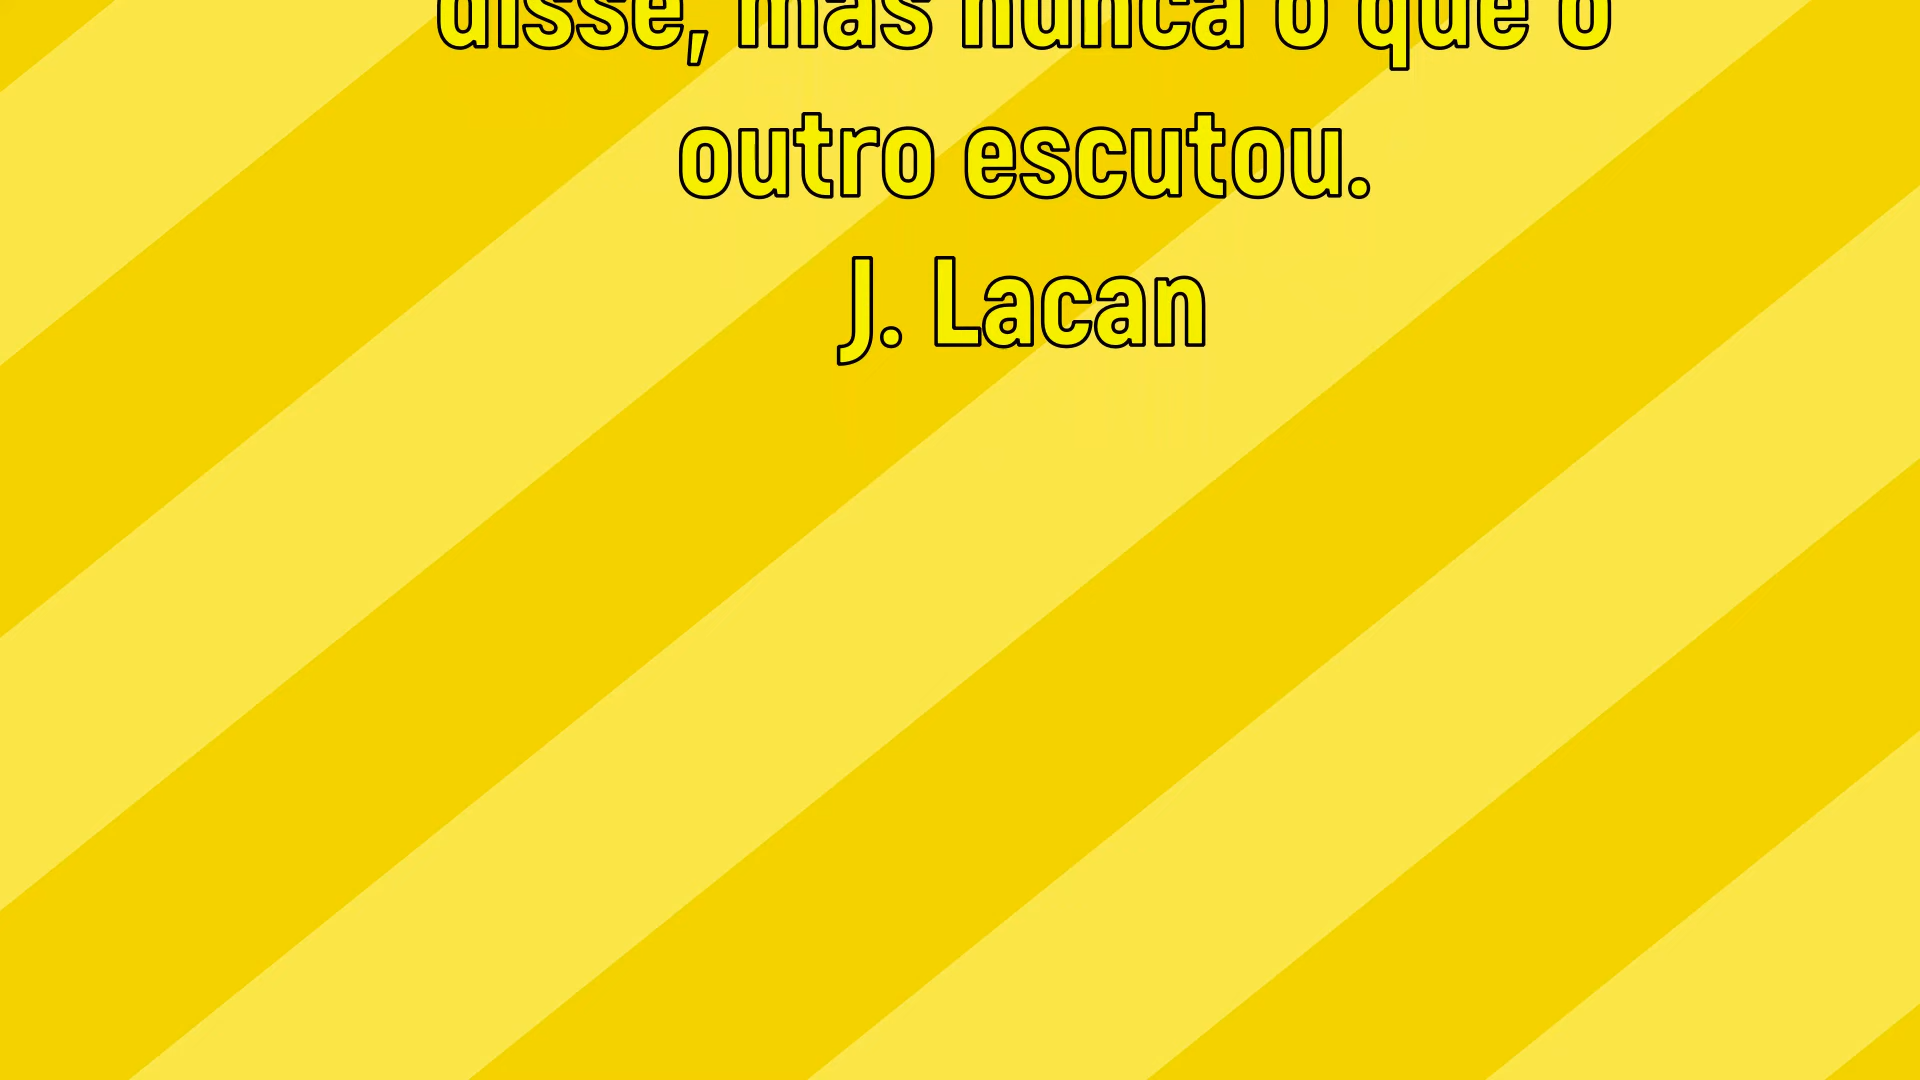 disse, mas nunca o que o
outro escutou.
J. Lacan